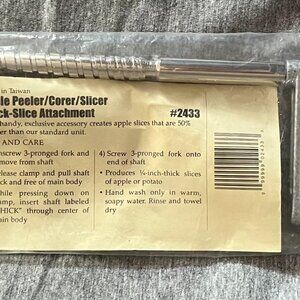 in Taiwan
le Peeler/Corer/Slicer
ck-Slice Attachment #2433
handy, exclusive accessory creates apple slices that are 50%
er than our standard unit.
AND CARE
nscrew 3-pronged fork and
move from shaft
lease clamp and pull shaft
ck and free of main body
hile pressing down on
amp, insert shaft labeled
HICK" through center of
ain body
4) Screw 3-pronged fork onto
end of shaft
• Produces ¼-inch-thick slices
of apple or potato
• Hand wash only in warm,
soapy water. Rinse and towel
dry